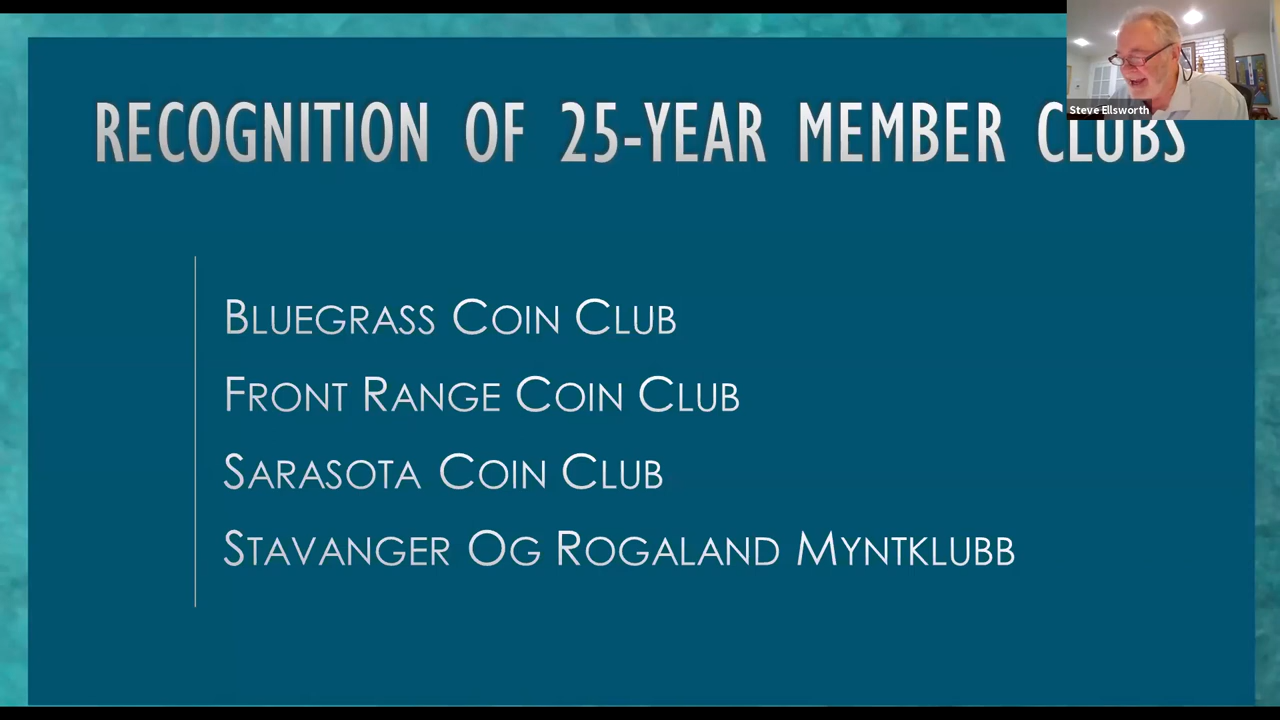 RECOGNITION OF 25-YEAR MEMBER CLUBS
Steve Ellsworth
BLUEGRASS COIN CLUB
FRONT RANGE COIN CLUB
SARASOTA COIN CLUB
STAVANGER OG ROGALAND MYNTKLUBB